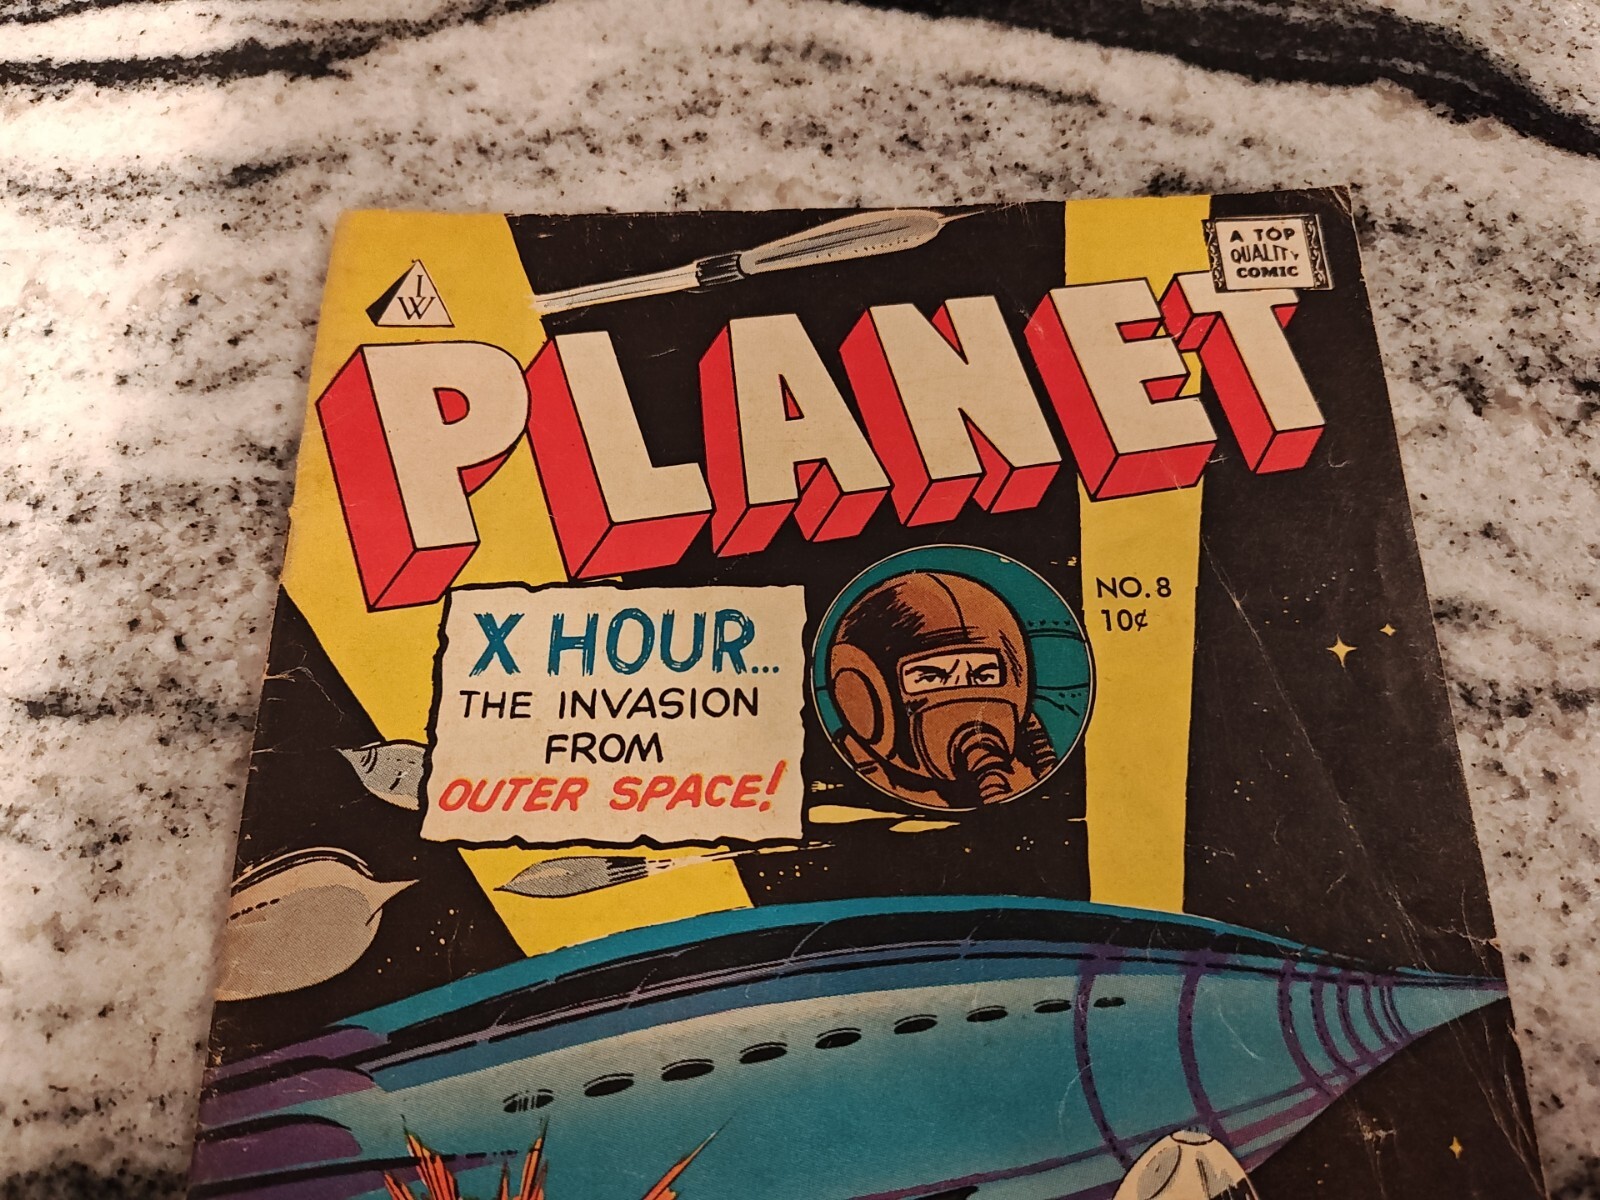 I
W
A TOP
QUALITY
COMIC
PLANET
NO. 8
10¢
X HOUR...
THE INVASION
FROM
OUTER SPACE!